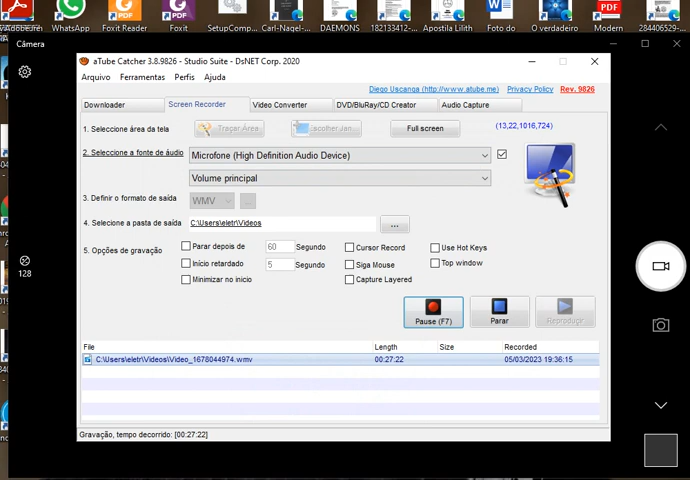 WhatsApp
Foxit Reader
Foxit
SetupComp...
Carl-Nagel-...
DAEMONS
182133412-...
Apostila Lilith
Foto do
O verdadeiro
Modern
284406529-...
Câmera
aTube Catcher 3.8.9826 - Studio Suite - DsNET Corp. 2020
Arquivo Ferramentas Perfis Ajuda
Diego Uscanga (http://www.atube.me) Privacy Policy Rev. 9826
Downloader Screen Recorder Video Converter DVD/BluRay/CD Creator Audio Capture
1. Seleccione área da tela Traçar Área Escolher Jan... Full screen (13,22,1016,724)
2. Seleccione a fonte de áudio Microfone (High Definition Audio Device)
Volume principal
3. Definir o formato de saída WMV ...
4. Selecione a pasta de saída C:\Users\eletr\Videos ...
5. Opções de gravação
Parar depois de 60 Segundo Cursor Record Use Hot Keys
Início retardado 5 Segundo Siga Mouse Top window
Minimizar no inicio Capture Layered
128
Pause (F7) Parar Reproduzir
File Length Size Recorded
C:\Users\eletr\Videos\Video_1678044974.wmv 00:27:22 05/03/2023 19:36:15
Gravação, tempo decorrido: [00:27:22]